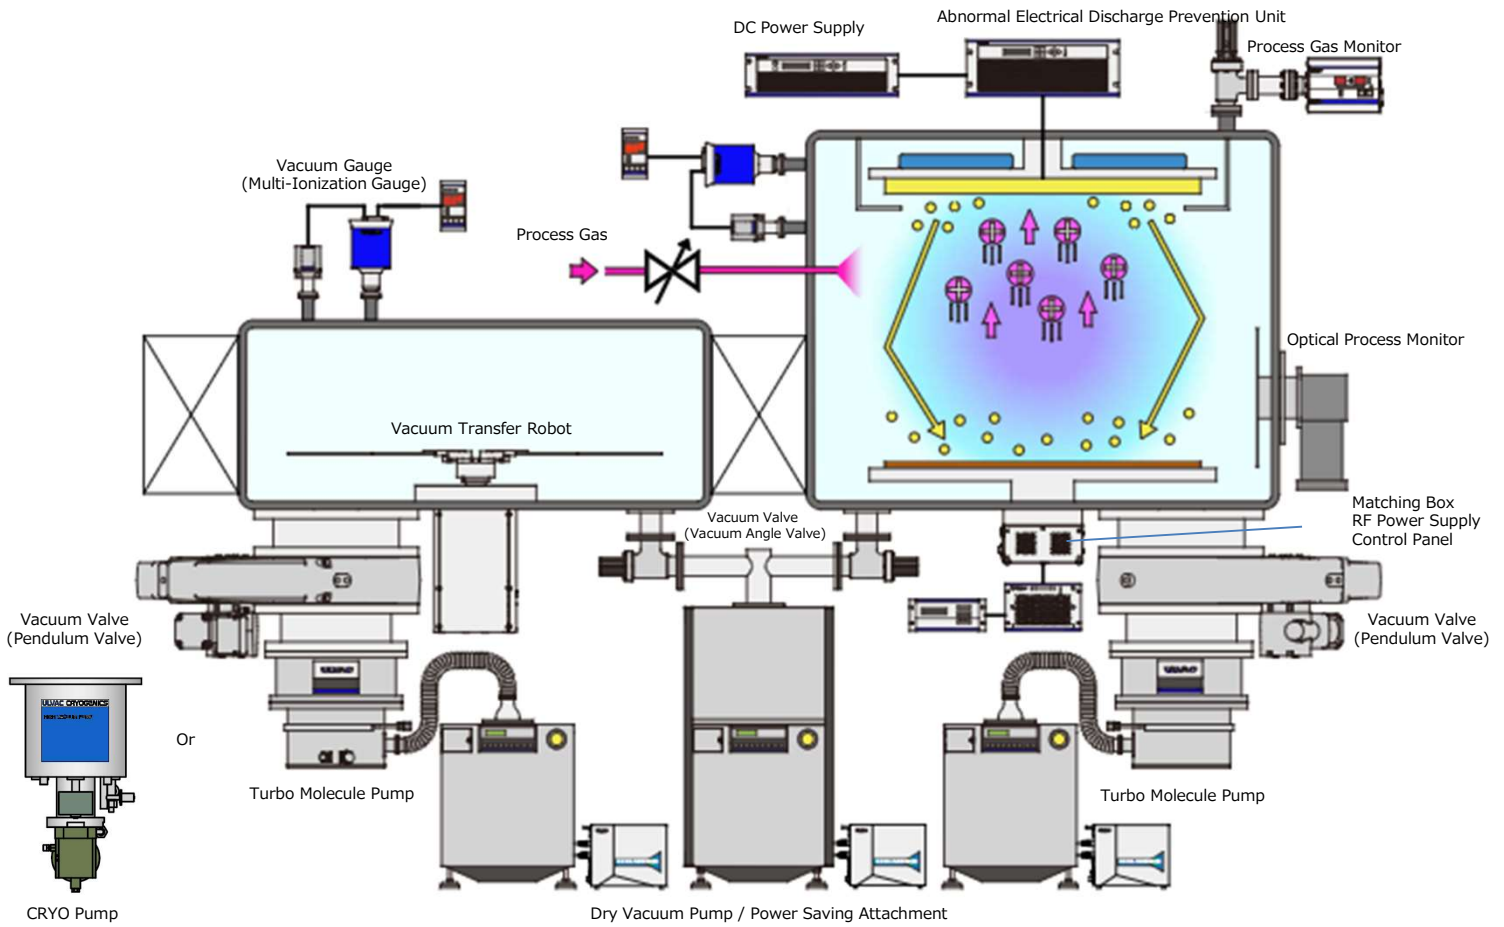 Abnormal Electrical Discharge Prevention Unit
DC Power Supply
Process Gas Monitor
Vacuum Gauge
(Multi-Ionization Gauge)
Process Gas
Optical Process Monitor
Vacuum Transfer Robot
Matching Box
RF Power Supply
Control Panel
Vacuum Valve
(Vacuum Angle Valve)
Vacuum Valve
(Pendulum Valve)
Vacuum Valve
(Pendulum Valve)
ULVAC
ULVAC
ULVAC CRYOGENICS
Or
Turbo Molecule Pump
Turbo Molecule Pump
CRYO Pump
Dry Vacuum Pump / Power Saving Attachment